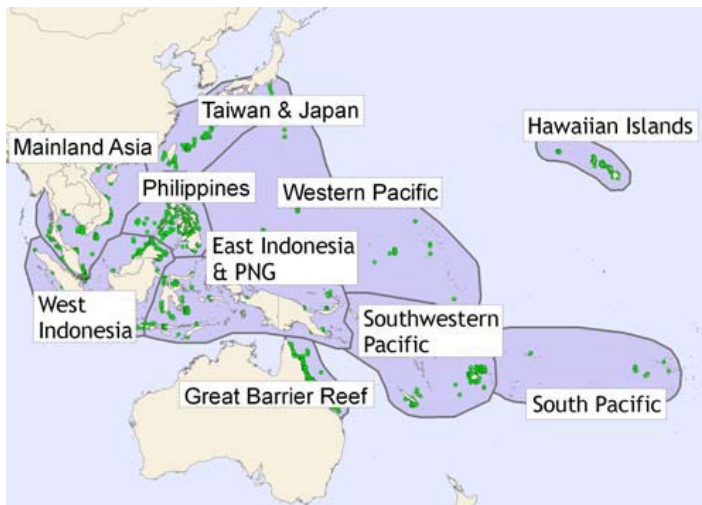 Taiwan & Japan
Hawaiian Islands
Mainland Asia
Philippines
Western Pacific
East Indonesia
& PNG
West
Indonesia
Southwestern
Pacific
Great Barrier Reef
South Pacific